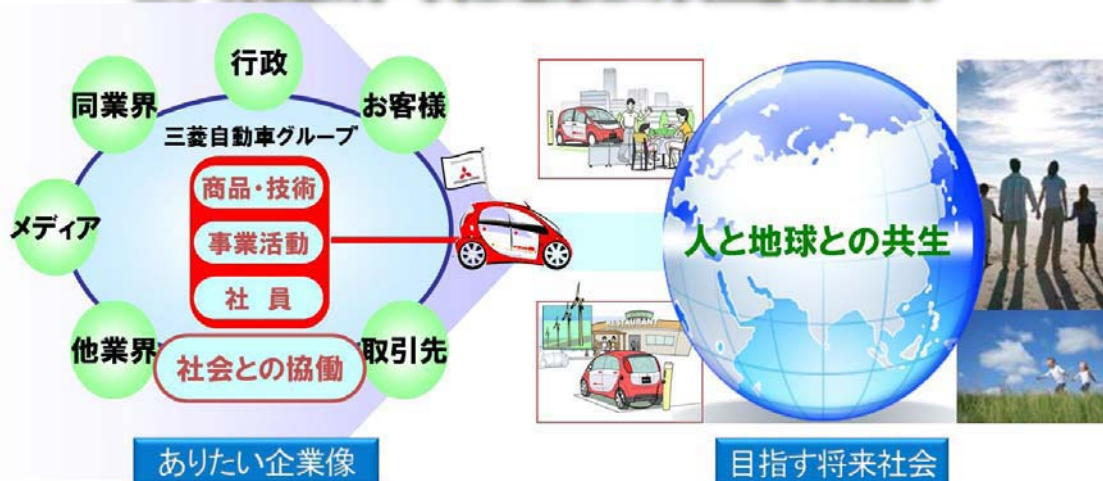 行政
同業界
お客様
三菱自動車グループ
商品・技術
メディア
事業活動
社員
他業界
取引先
社会との協働
ありたい企業像
RESTAURANT
人と地球との共生
目指す将来社会